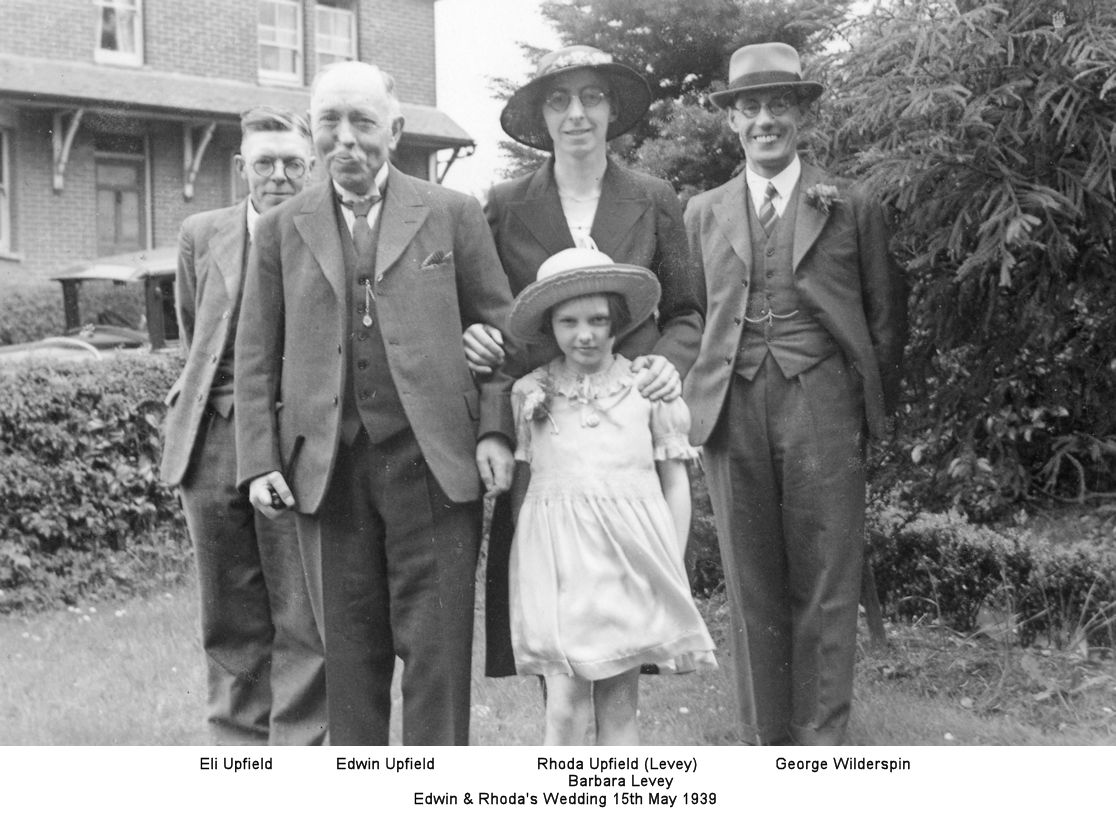 Eli Upfield Edwin Upfield Rhoda Upfield (Levey) George Wilderspin
Barbara Levey
Edwin & Rhoda's Wedding 15th May 1939